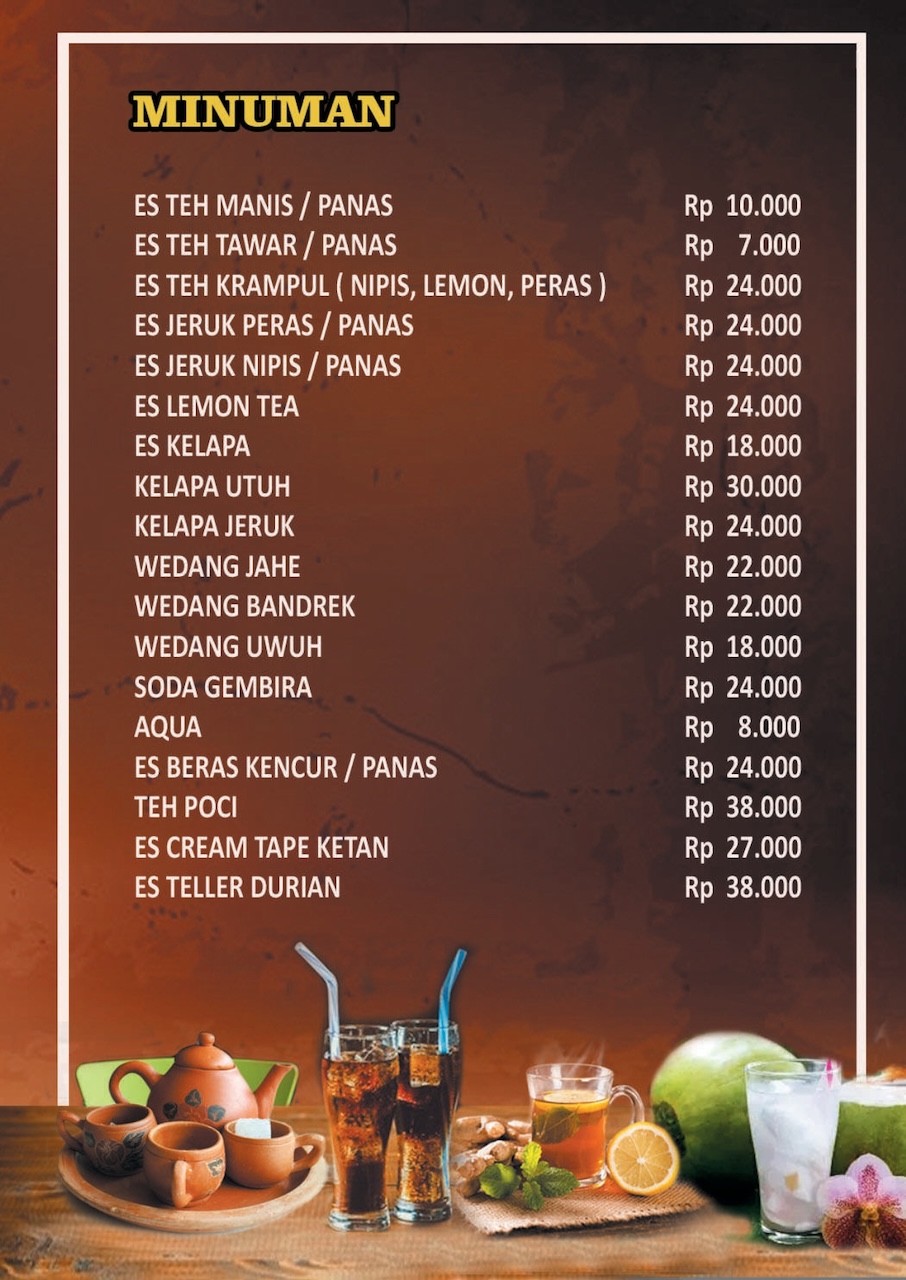 MINUMAN
ES TEH MANIS / PANAS Rp 10.000
ES TEH TAWAR / PANAS Rp 7.000
ES TEH KRAMPUL ( NIPIS, LEMON, PERAS ) Rp 24.000
ES JERUK PERAS / PANAS Rp 24.000
ES JERUK NIPIS / PANAS Rp 24.000
ES LEMON TEA Rp 24.000
ES KELAPA Rp 18.000
KELAPA UTUH Rp 30.000
KELAPA JERUK Rp 24.000
WEDANG JAHE Rp 22.000
WEDANG BANDREK Rp 22.000
WEDANG UWUH Rp 18.000
SODA GEMBIRA Rp 24.000
AQUA Rp 8.000
ES BERAS KENCUR / PANAS Rp 24.000
TEH POCI Rp 38.000
ES CREAM TAPE KETAN Rp 27.000
ES TELLER DURIAN Rp 38.000